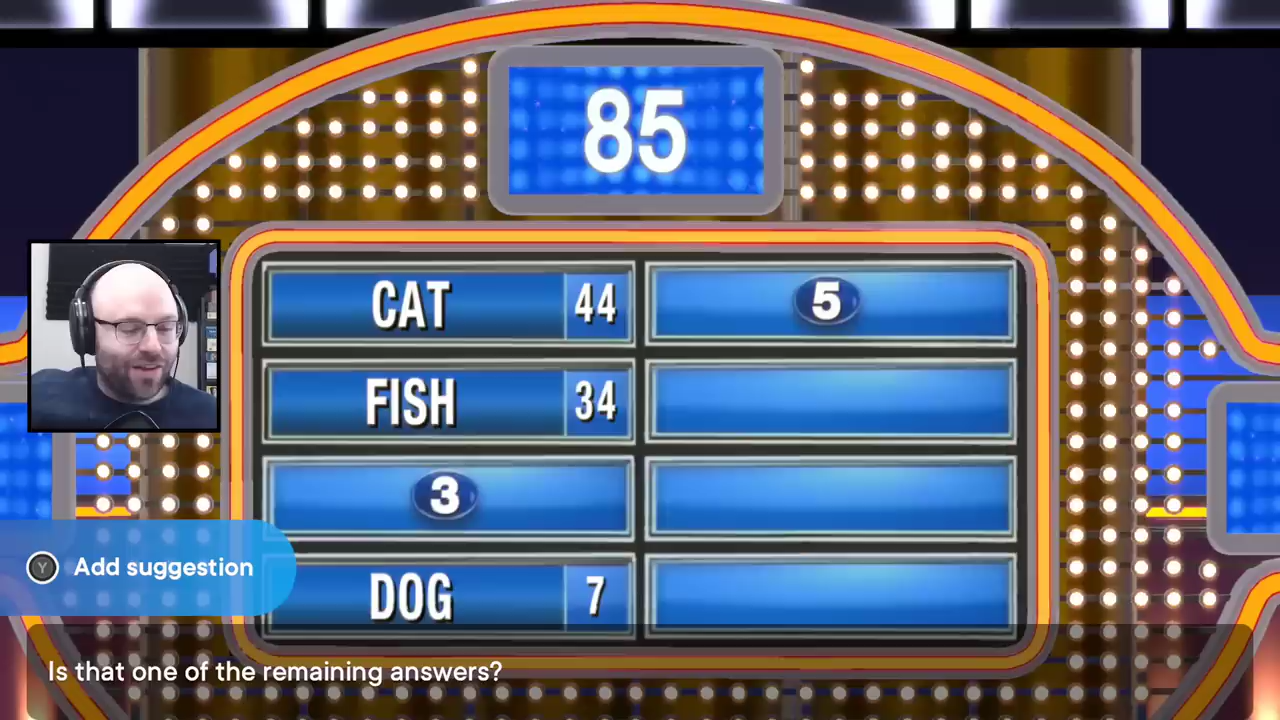 85
CAT 44
5
FISH 34
3
DOG 7
Y Add suggestion
Is that one of the remaining answers?